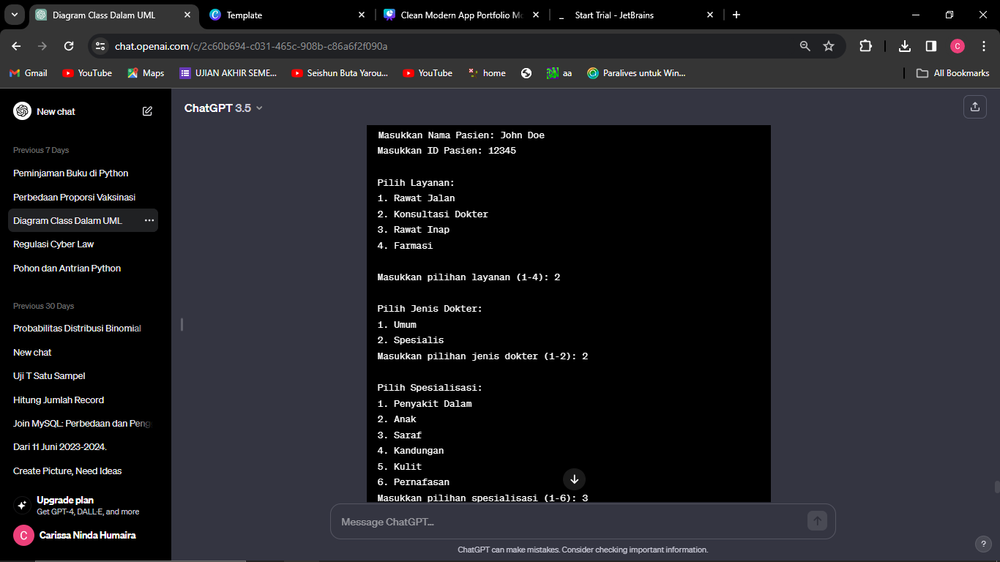 Diagram Class Dalam UML
Template
Clean Modern App Portfolio Mo
Start Trial - JetBrains
chat.openai.com/c/2c60b694-c031-465c-908b-c86a6f2f090a
C
Gmail
YouTube
Maps
UJIAN AKHIR SEME...
Seishun Buta Yarou...
YouTube
home
aa
Paralives untuk Win...
All Bookmarks
New chat
ChatGPT 3.5
Previous 7 Days
Peminjaman Buku di Python
Perbedaan Proporsi Vaksinasi
Diagram Class Dalam UML
Regulasi Cyber Law
Pohon dan Antrian Python
Previous 30 Days
Probabilitas Distribusi Binomial
New chat
Uji T Satu Sampel
Hitung Jumlah Record
Join MySQL: Perbedaan dan Peng
Dari 11 Juni 2023-2024.
Create Picture, Need Ideas
Upgrade plan
Get GPT-4, DALL·E, and more
C
Carissa Ninda Humaira
Masukkan Nama Pasien: John Doe
Masukkan ID Pasien: 12345
Pilih Layanan:
1. Rawat Jalan
2. Konsultasi Dokter
3. Rawat Inap
4. Farmasi
Masukkan pilihan layanan (1-4): 2
Pilih Jenis Dokter:
1. Umum
2. Spesialis
Masukkan pilihan jenis dokter (1-2): 2
Pilih Spesialisasi:
1. Penyakit Dalam
2. Anak
3. Saraf
4. Kandungan
5. Kulit
6. Pernafasan
Masukkan pilihan spesialisasi (1-6): 3
Message ChatGPT...
ChatGPT can make mistakes. Consider checking important information.
?